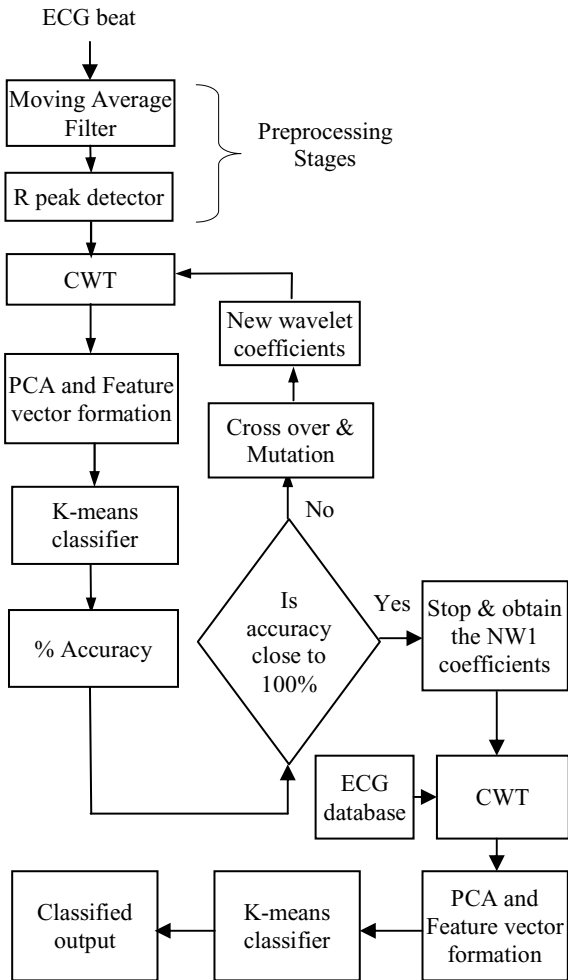 ECG beat
Moving Average
Filter
Preprocessing
Stages
R peak detector
CWT
New wavelet
coefficients
PCA and Feature
vector formation
Cross over &
Mutation
K-means
classifier
No
Is
accuracy
close to
100%
Yes
Stop & obtain
the NW1
coefficients
% Accuracy
ECG
database
CWT
Classified
output
K-means
classifier
PCA and
Feature vector
formation